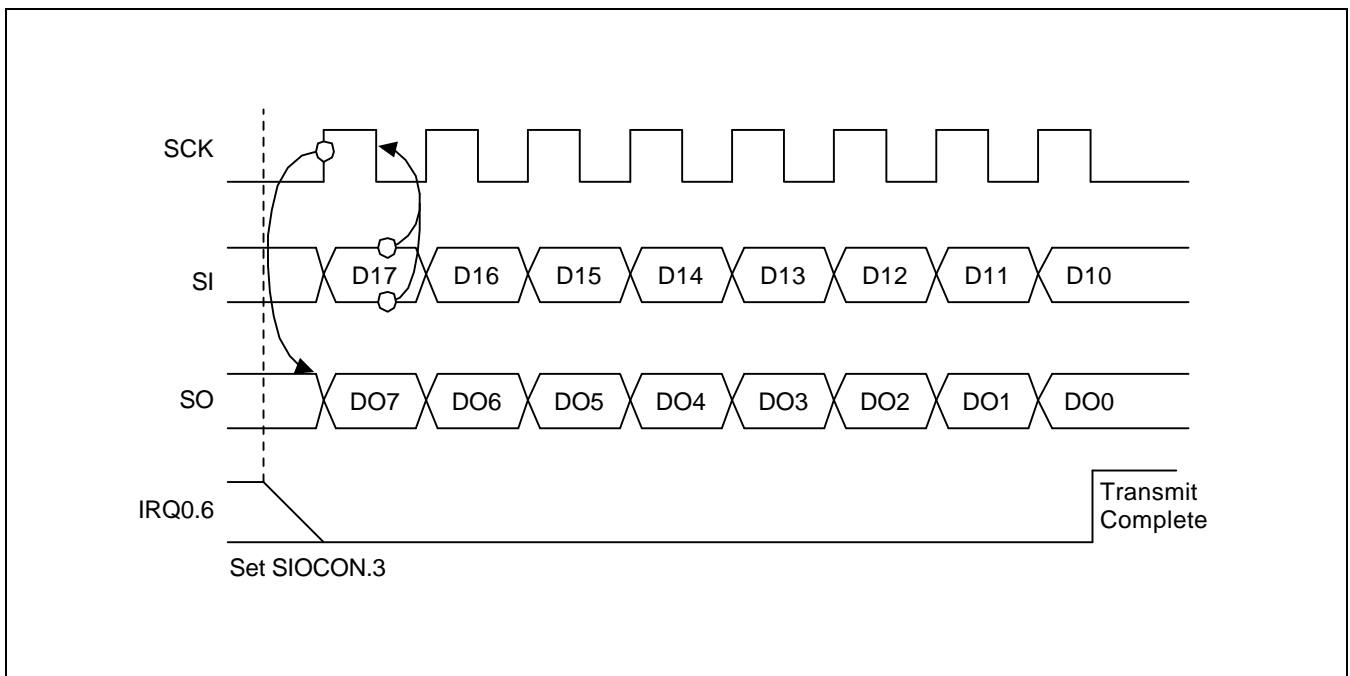 SCK
SI D17 D16 D15 D14 D13 D12 D11 D10
SO DO7 DO6 DO5 DO4 DO3 DO2 DO1 DO0
IRQ0.6
Transmit
Complete
Set SIOCON.3